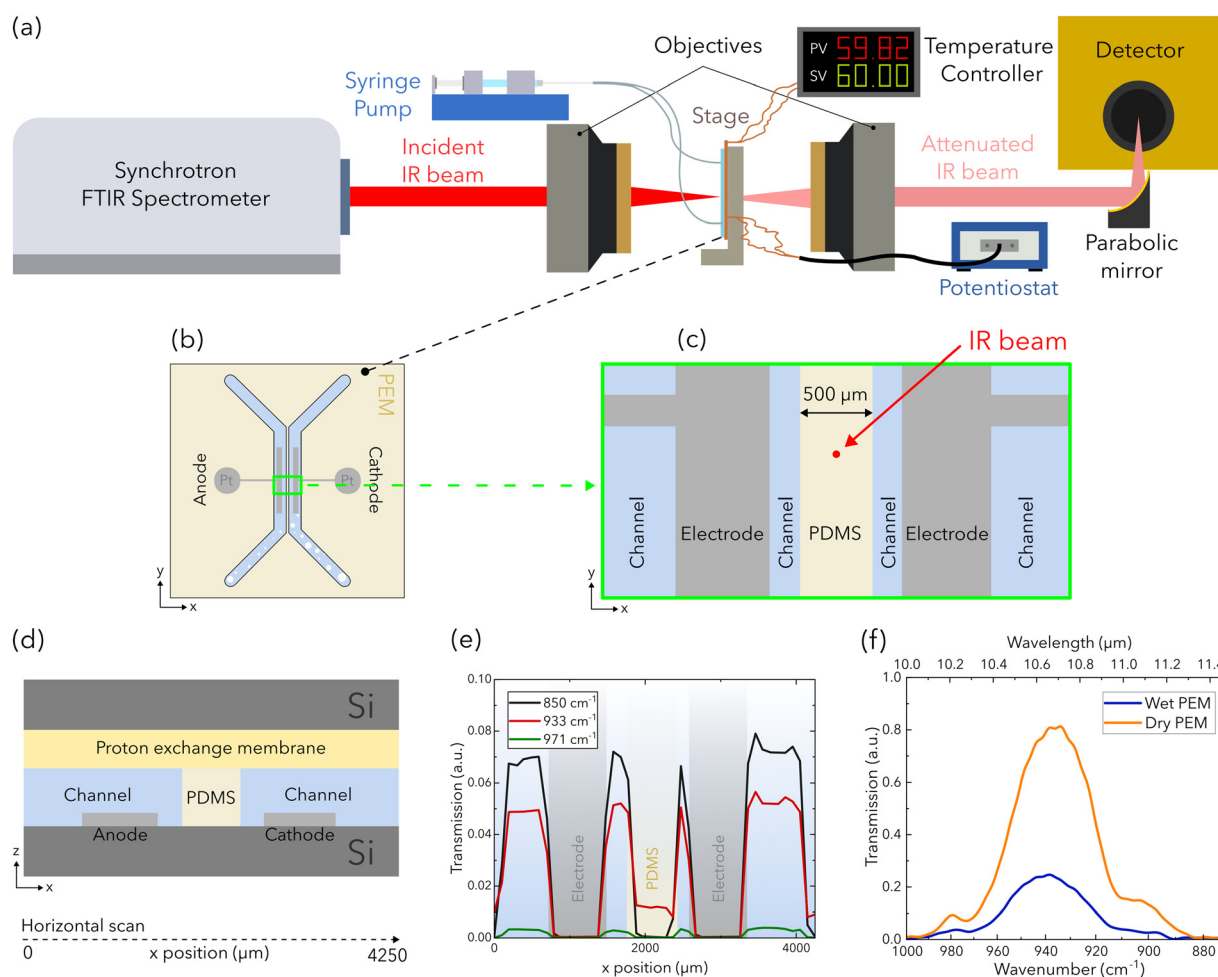 (a)
Objectives
PV 59.82
SV 60.00
Temperature
Controller
Detector
Syringe
Pump
Stage
Synchrotron
FTIR Spectrometer
Incident
IR beam
Attenuated
IR beam
Parabolic
mirror
Potentiostat
(b)
PEM
Anode
Pt
Pt
Cathode
y
x
(c)
IR beam
500 μm
Channel
Electrode
Channel
PDMS
Channel
Electrode
Channel
y
x
(d)
Si
Proton exchange membrane
Channel
PDMS
Channel
Anode
Cathode
Si
z
x
Horizontal scan
0
x position (μm)
4250
(e)
0.10
0.08
0.06
0.04
0.02
0.00
Transmission (a.u.)
850 cm-1
933 cm-1
971 cm-1
Electrode
PDMS
Electrode
0
2000
4000
x position (μm)
(f)
Wavelength (μm)
10.0 10.2 10.4 10.6 10.8 11.0 11.2 11.4
1.0
0.8
0.6
0.4
0.2
0.0
Transmission (a.u.)
Wet PEM
Dry PEM
1000 980 960 940 920 900 880
Wavenumber (cm-1)